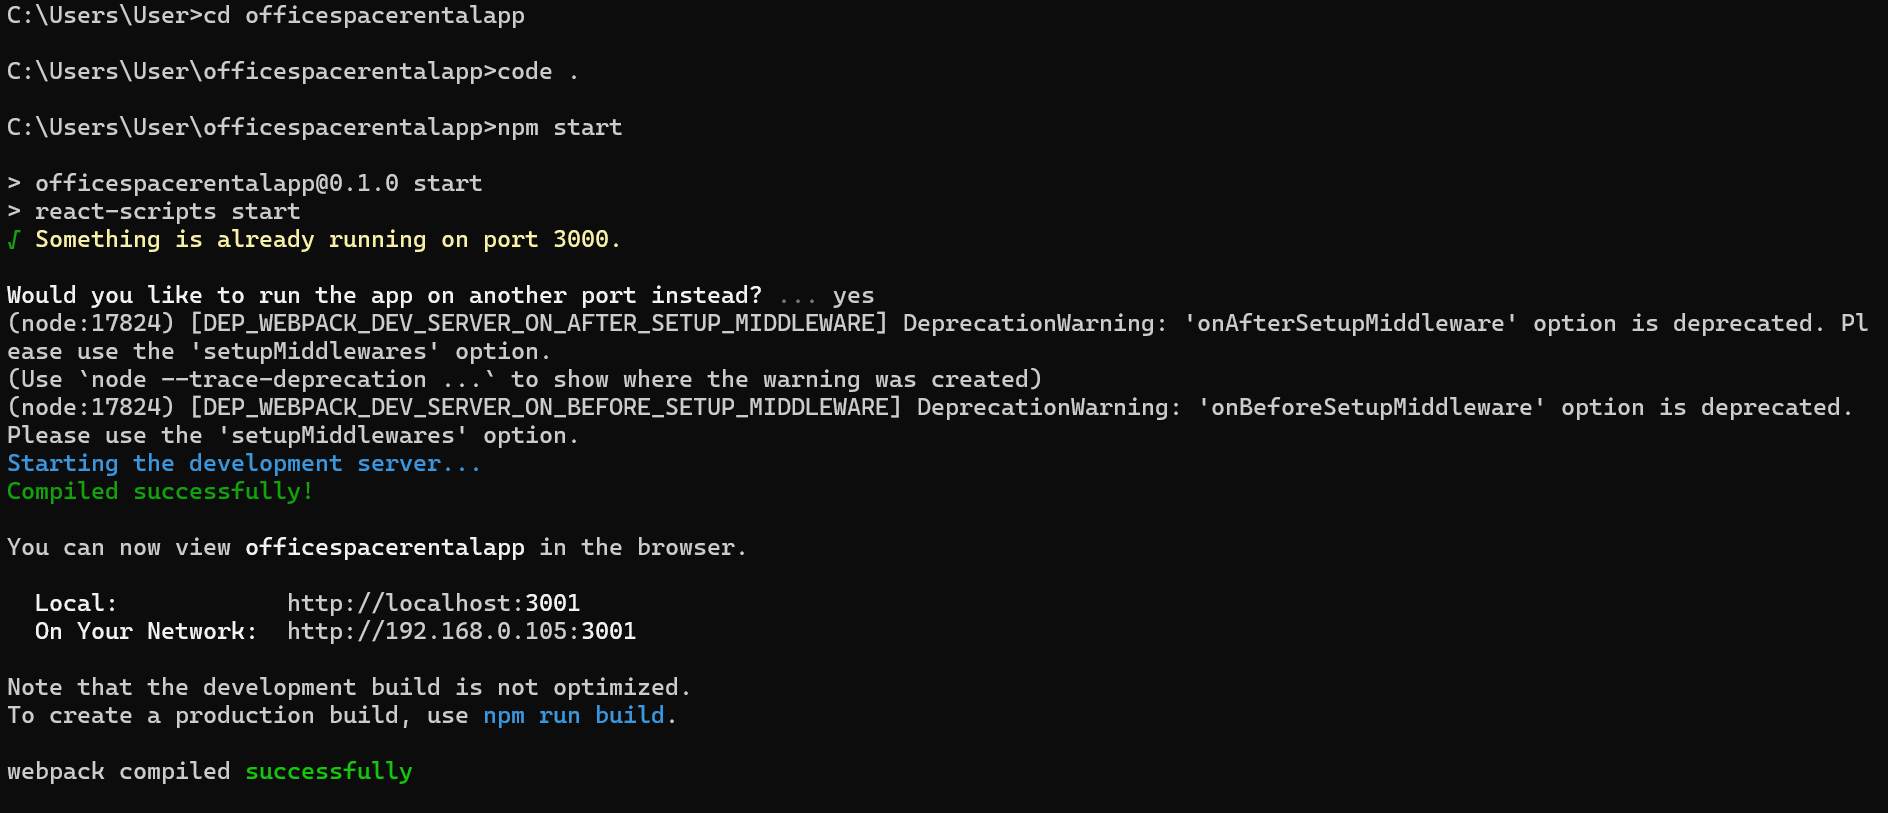 C:\Users\User>cd officespacerentalapp
C:\Users\User\officespacerentalapp>code .
C:\Users\User\officespacerentalapp>npm start
> officespacerentalapp@0.1.0 start
> react-scripts start
√ Something is already running on port 3000.
Would you like to run the app on another port instead? ... yes
(node:17824) [DEP_WEBPACK_DEV_SERVER_ON_AFTER_SETUP_MIDDLEWARE] DeprecationWarning: 'onAfterSetupMiddleware' option is deprecated. Pl
ease use the 'setupMiddlewares' option.
(Use `node --trace-deprecation ...` to show where the warning was created)
(node:17824) [DEP_WEBPACK_DEV_SERVER_ON_BEFORE_SETUP_MIDDLEWARE] DeprecationWarning: 'onBeforeSetupMiddleware' option is deprecated.
Please use the 'setupMiddlewares' option.
Starting the development server...
Compiled successfully!
You can now view officespacerentalapp in the browser.
Local: http://localhost:3001
On Your Network: http://192.168.0.105:3001
Note that the development build is not optimized.
To create a production build, use npm run build.
webpack compiled successfully